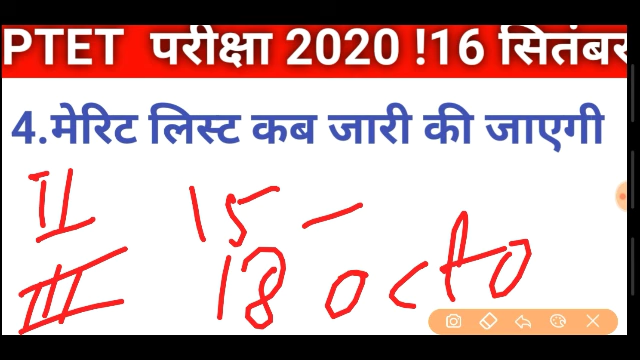 PTET परीक्षा 2020 !16 सितंबर
4.मेरिट लिस्ट कब जारी की जाएगी
II 15 -
III 18 octo